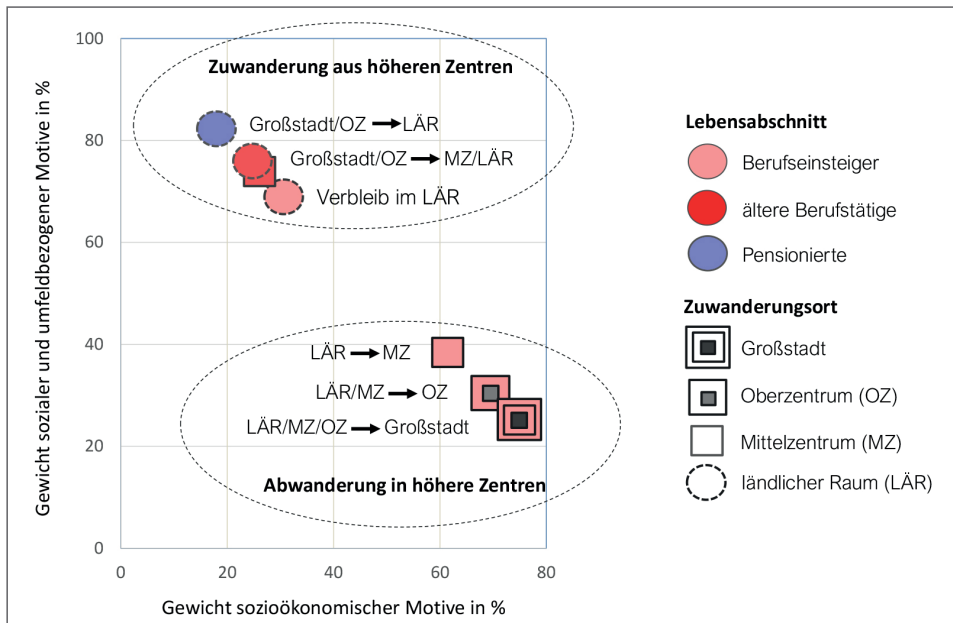 Gewicht sozialer und umfeldbezogener Motive in %
100
80
60
40
20
0
0
20
40
60
80
Gewicht sozioökonomischer Motive in %
Zuwanderung aus höheren Zentren
Großstadt/OZ LÄR
Großstadt/OZ MZ/LÄR
Verbleib im LÄR
LÄR MZ
LÄR/MZ OZ
LÄR/MZ/OZ Großstadt
Abwanderung in höhere Zentren
Lebensabschnitt
Berufseinsteiger
ältere Berufstätige
Pensionierte
Zuwanderungsort
Großstadt
Oberzentrum (OZ)
Mittelzentrum (MZ)
ländlicher Raum (LÄR)